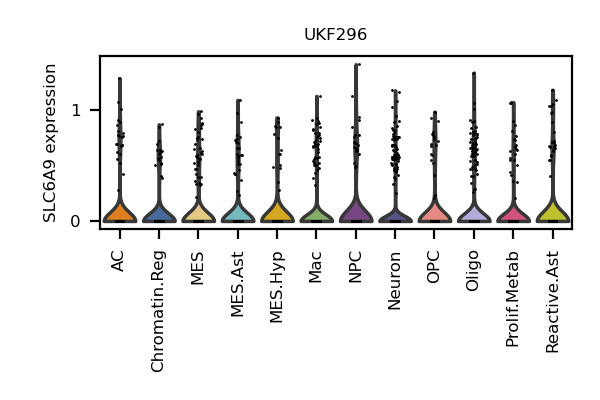 UKF296
SLC6A9 expression
1
0
AC
Chromatin.Reg
MES
MES.Ast
MES.Hyp
Mac
NPC
Neuron
OPC
Oligo
Prolif.Metab
Reactive.Ast